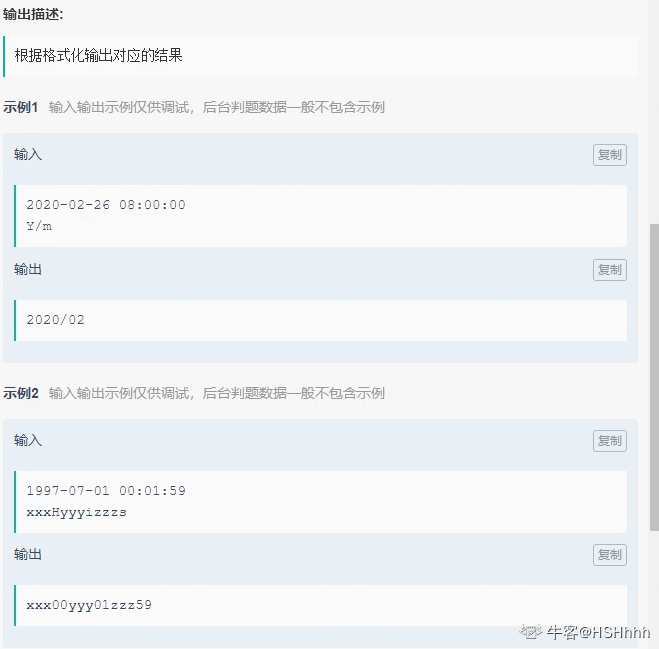 输出描述:
根据格式化输出对应的结果
示例1 输入输出示例仅供调试，后台判题数据一般不包含示例
输入 复制
2020-02-26 08:00:00
Y/m
输出 复制
2020/02
示例2 输入输出示例仅供调试，后台判题数据一般不包含示例
输入 复制
1997-07-01 00:01:59
xxxHyyyizzzs
输出 复制
xxx00yyy01zzz59
牛客@HSHhhh